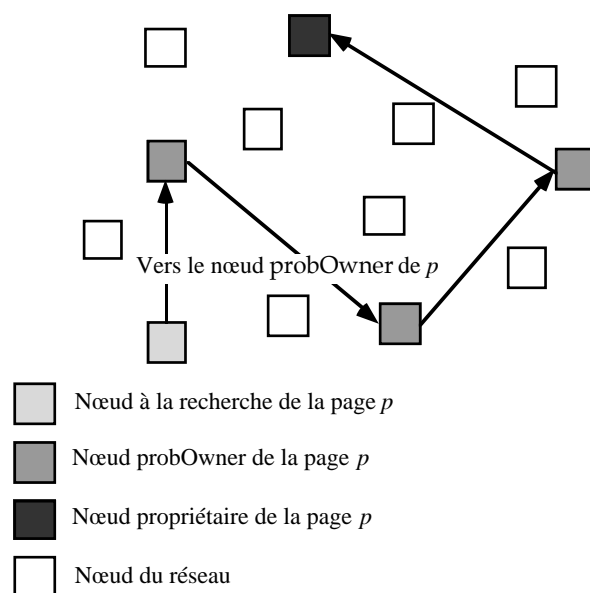 Vers le nœud probOwner de p
Nœud à la recherche de la page p
Nœud probOwner de la page p
Nœud propriétaire de la page p
Nœud du réseau